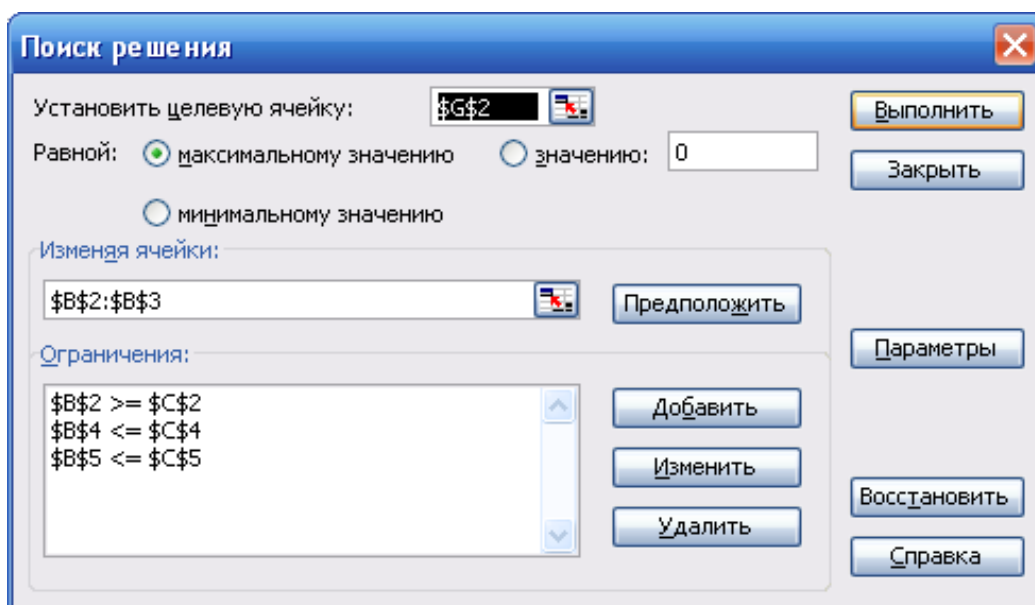 Поиск решения
Установить целевую ячейку: $G$2 Выполнить
Равной: максимальному значению значению: 0 Закрыть
минимальному значению
Изменяя ячейки:
$B$2:$B$3 Предположить
Параметры
Ограничения:
$B$2 >= $C$2 Добавить
$B$4 <= $C$4
$B$5 <= $C$5 Изменить
Восстановить
Удалить
Справка